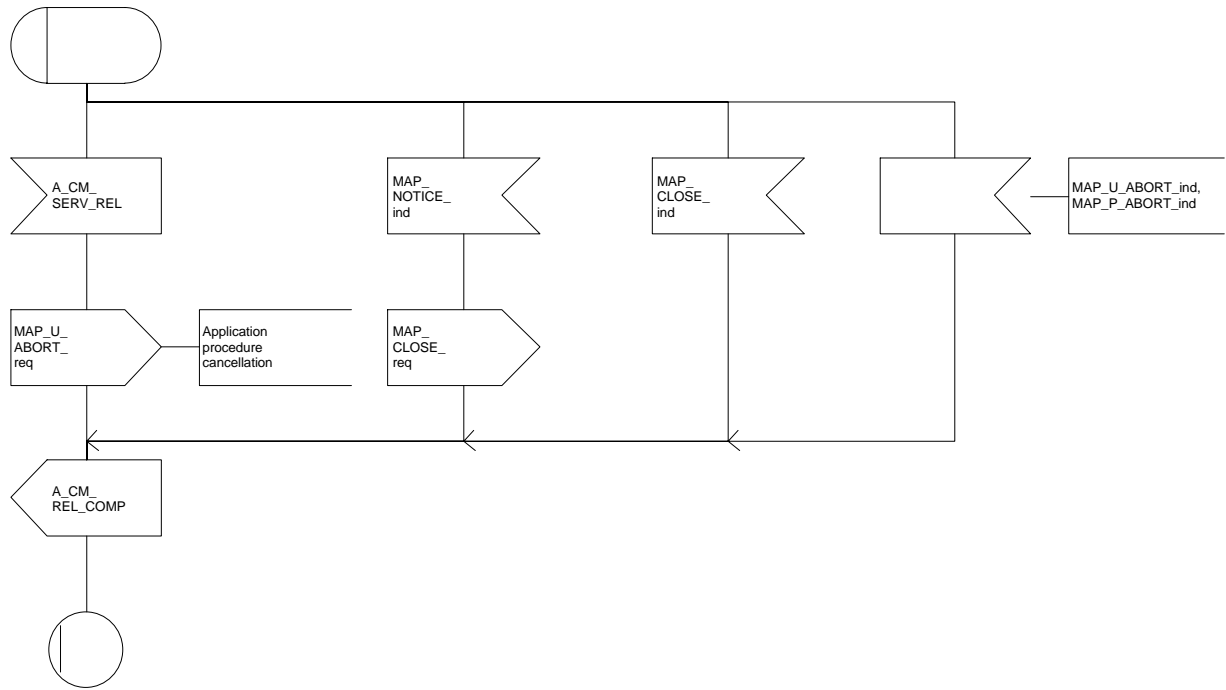 A_CM_
SERV_REL
MAP_
NOTICE_
ind
MAP_
CLOSE_
ind
MAP_U_ABORT_ind,
MAP_P_ABORT_ind
MAP_U_
ABORT_
req
Application
procedure
cancellation
MAP_
CLOSE_
req
A_CM_
REL_COMP